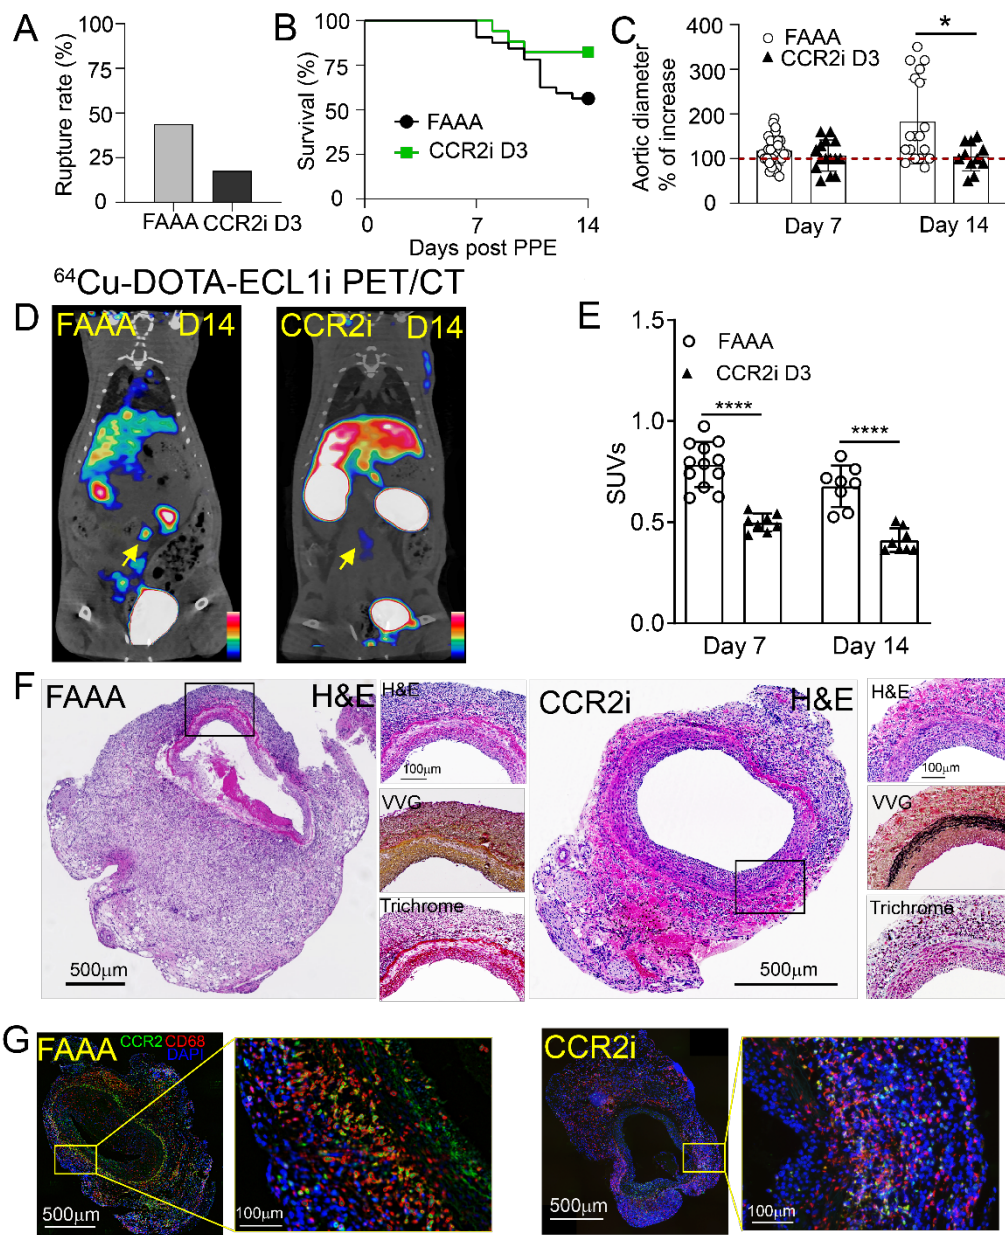 A
Rupture rate (%)
100
75
50
25
0
FAAA CCR2i D3
B
Survival (%)
100
75
50
25
0
FAAA
CCR2i D3
0 7 14
Days post PPE
C
Aortic diameter
% of increase
400
300
200
100
0
FAAA
CCR2i D3
*
Day 7 Day 14
64Cu-DOTA-ECL1i PET/CT
D
FAAA D14
CCR2i D14
E
SUVs
1.5
1.0
0.5
0.0
FAAA
CCR2i D3
****
****
Day 7 Day 14
F
FAAA H&E
500μm
H&E
100μm
VVG
Trichrome
CCR2i H&E
500μm
H&E
100μm
VVG
Trichrome
G
FAAA
CCR2 CD68
DAPI
500μm
100μm
CCR2i
500μm
100μm